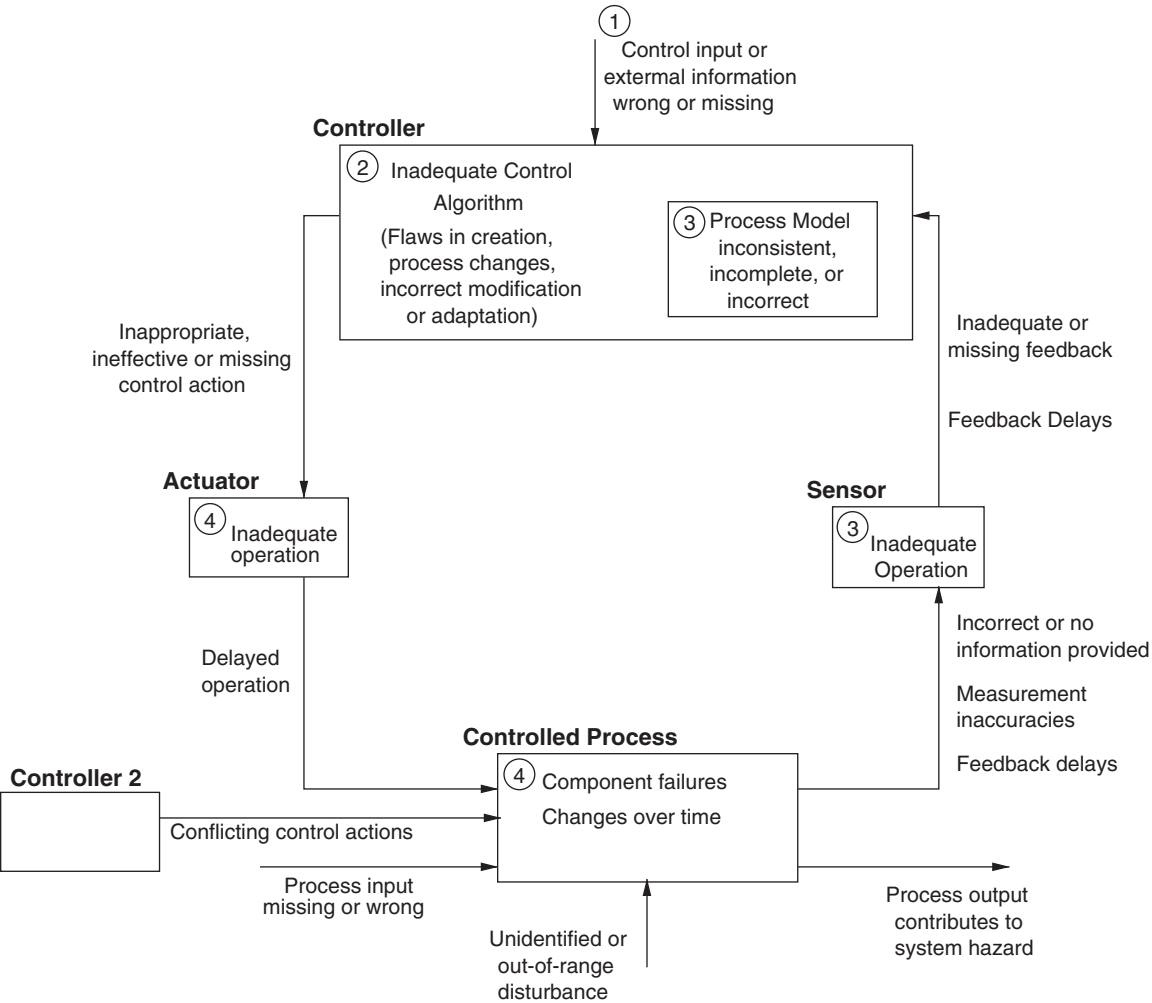 1
Control input or
extermal information
wrong or missing
Controller
2 Inadequate Control
Algorithm
(Flaws in creation,
process changes,
incorrect modification
or adaptation)
3 Process Model
inconsistent,
incomplete, or
incorrect
Inappropriate,
ineffective or missing
control action
Inadequate or
missing feedback
Feedback Delays
Actuator
4 Inadequate
operation
Sensor
3 Inadequate
Operation
Delayed
operation
Incorrect or no
information provided
Measurement
inaccuracies
Feedback delays
Controlled Process
4 Component failures
Changes over time
Controller 2
Conflicting control actions
Process input
missing or wrong
Unidentified or
out-of-range
disturbance
Process output
contributes to
system hazard